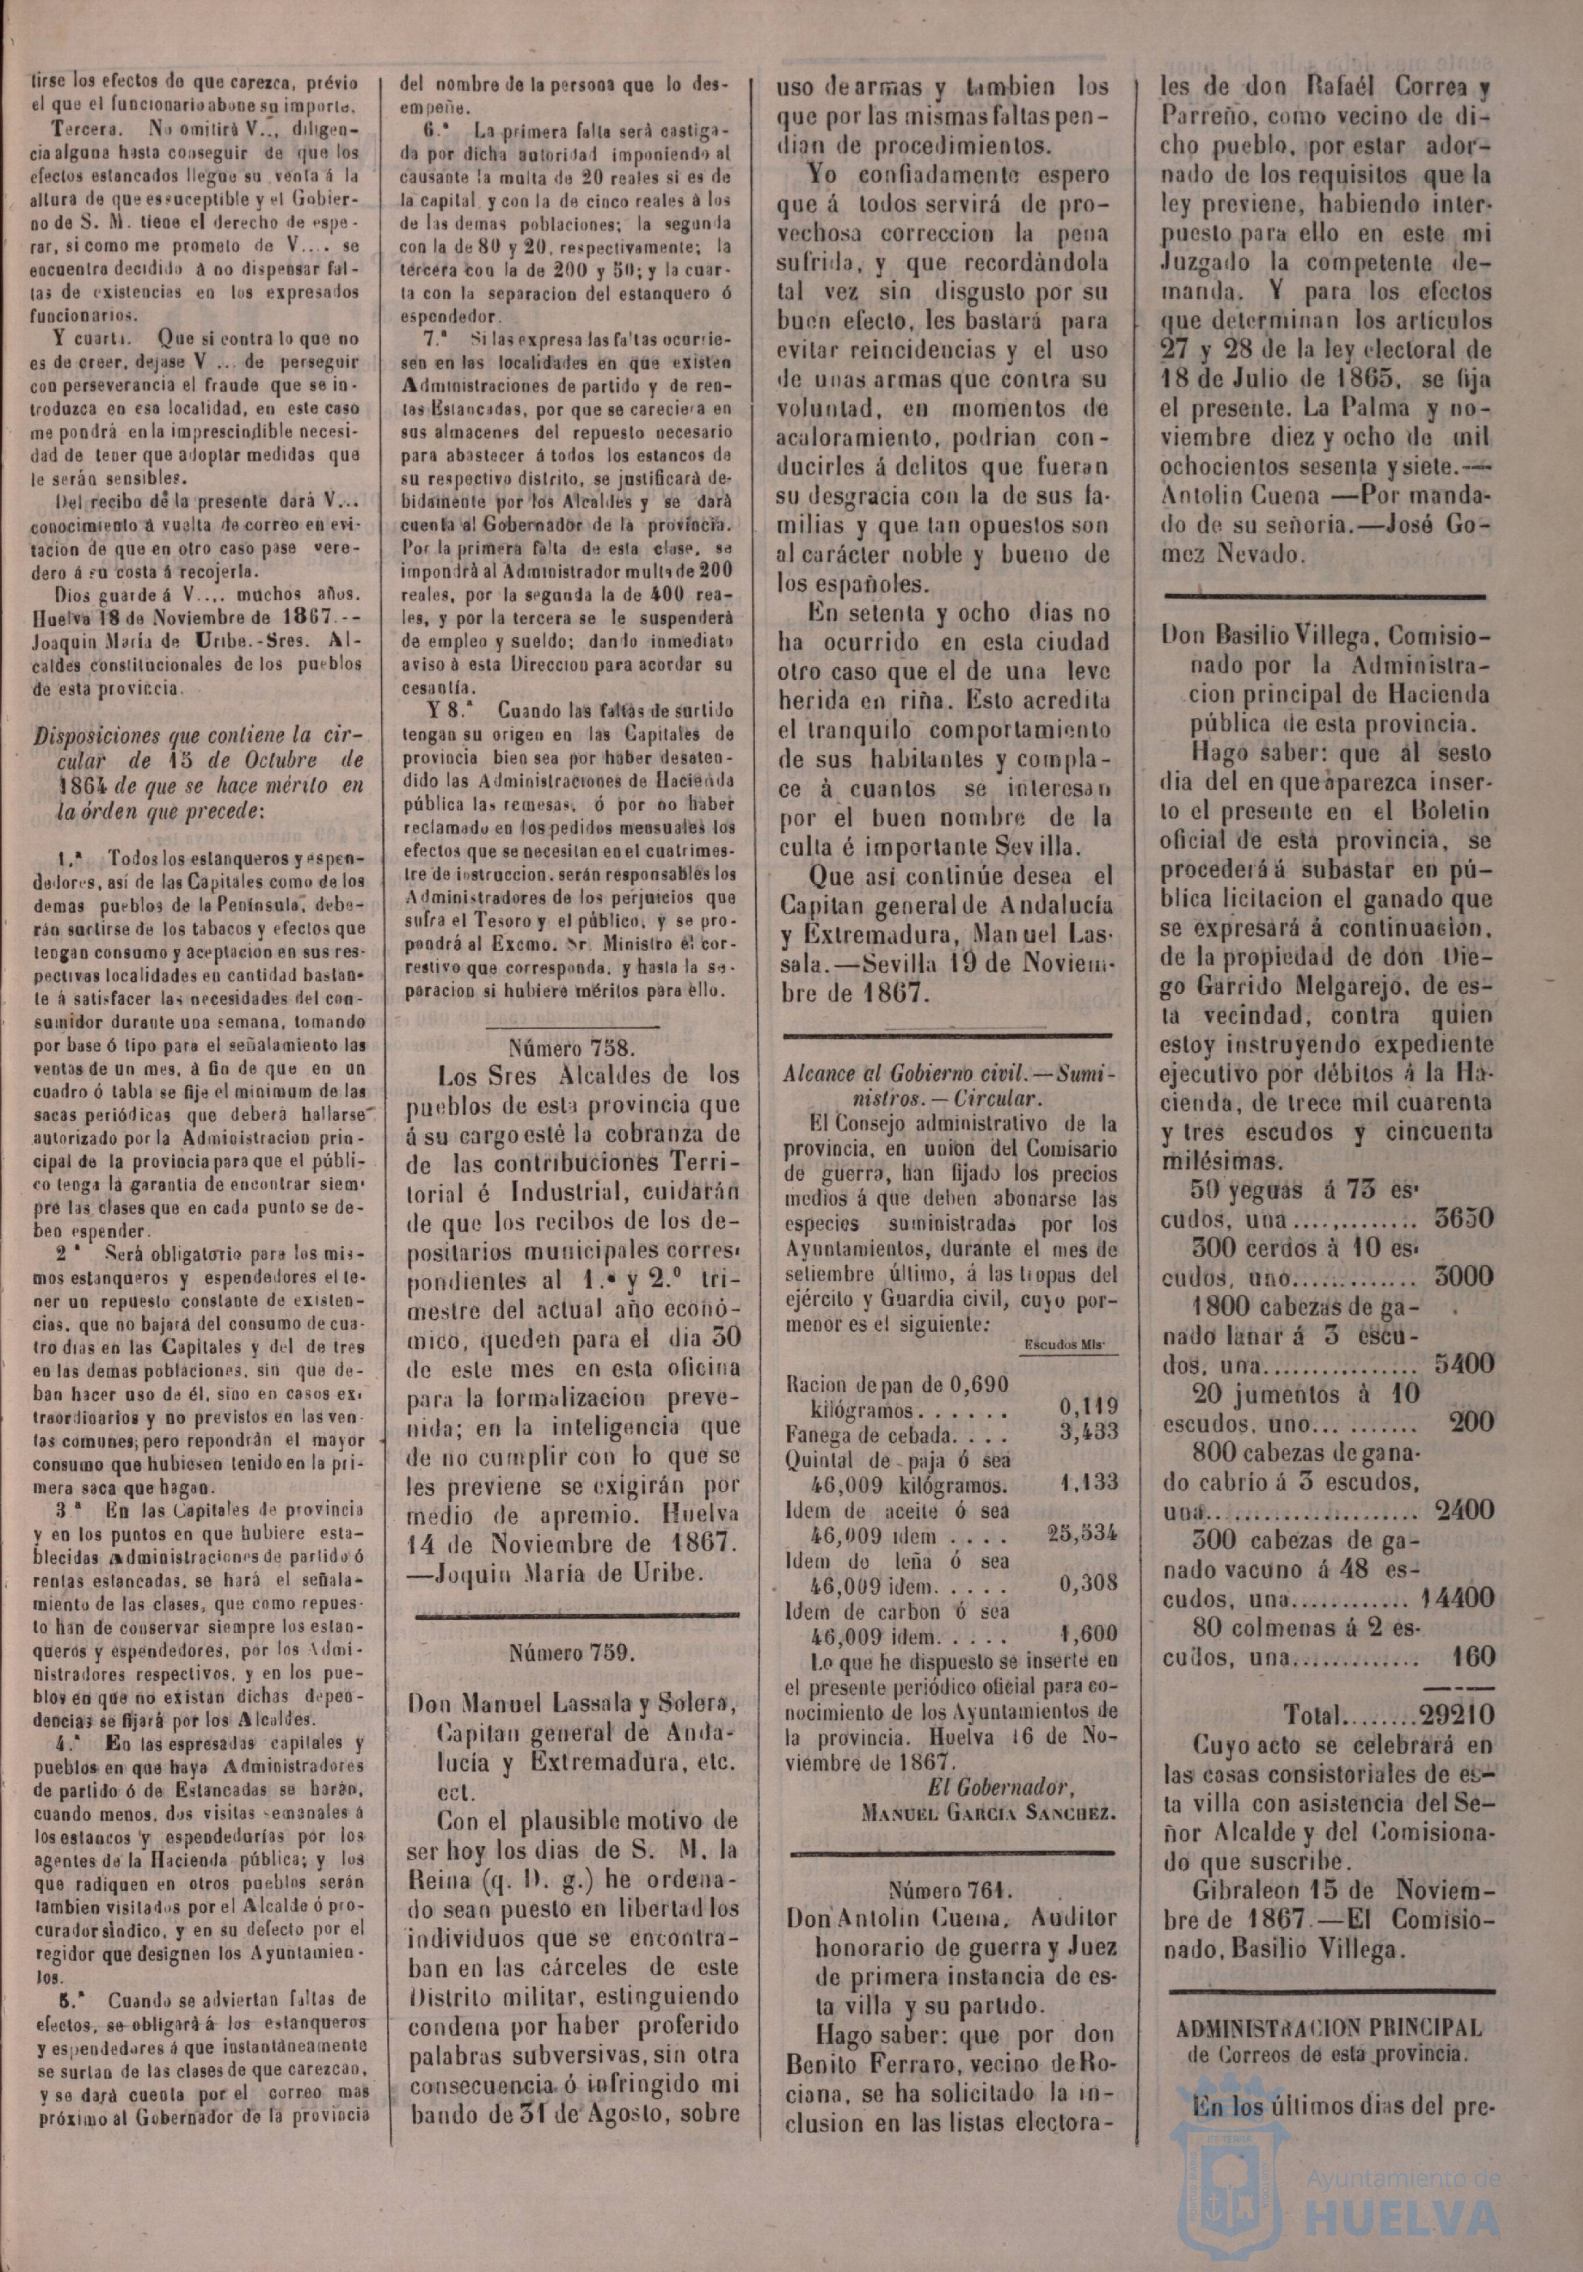 tirse los efectos de que carezca, prévio
el que el funcionario abone su importe.
Tercera. No omitirà V..., diligen-
cia alguna hasta conseguir de que los
efectos estancados llegue su venta á la
altura de que es suceptible y el Gobier-
no de S. M. tiene el derecho de espe-
rar, si como me prometo de V.... se
encuentra decidido á no dispensar fal-
tas de existencias en los expresados
funcionarios.
Y cuarta. Que si contra lo que no
es de creer, dejase V ... de perseguir
con perseverancia el fraude que se in-
troduzca en esa localidad, en este caso
me pondrá en la imprescindible necesi-
dad de tener que adoptar medidas que
le serán sensibles.
Del recibo de la presente dará V...
conocimiento á vuelta de correo en evi-
tacion de que en otro caso pase vere-
dero á su costa á recojerla.
Dios guarde á V.... muchos años.
Huelva 18 de Noviembre de 1867.--
Joaquin María de Uribe.-Sres. Al-
caldes constitucionales de los pueblos
de esta provincia.
Disposiciones que contiene la cir-
cular de 15 de Octubre de
1864 de que se hace mérito en
la órden que precede:
1.ª Todos los estanqueros y espen-
dedores, así de las Capitales como de los
demas pueblos de la Península, debe-
rán surtirse de los tabacos y efectos que
tengan consumo y aceptacion en sus res-
pectivas localidades en cantidad bastan-
te á satisfacer las necesidades del con-
sumidor durante una semana, tomando
por base ó tipo para el señalamiento las
ventas de un mes, à fin de que en un
cuadro ó tabla se fije el minimum de las
sacas periódicas que deberá hallarse
autorizado por la Administracion prin-
cipal de la provincia para que el públi-
co tenga la garantia de encontrar siem-
pre las clases que en cada punto se de-
ben espender.
2 ª Será obligatorio para los mis-
mos estanqueros y espendedores el te-
ner un repuesto constante de existen-
cias, que no bajará del consumo de cua-
tro dias en las Capitales y del de tres
en las demas poblaciones, sin que de-
ban hacer uso de él, sino en casos ex-
traordinarios y no previstos en las ven-
tas comunes; pero repondrán el mayor
consumo que hubiesen tenido en la pri-
mera saca que hagan.
3 ª En las Capitales de provincia
y en los puntos en que hubiere esta-
blecidas Administraciones de partido ó
rentas estancadas, se hará el señala-
miento de las clases, que como repues-
to han de conservar siempre los estan-
queros y espendedores, por los Admi-
nistradores respectivos, y en los pue-
blos en que no existan dichas depen-
dencias se fijará por los Alcaldes.
4.ª En las espresadas capitales y
pueblos en que haya Administradores
de partido ó de Estancadas se harán,
cuando menos, dos visitas semanales á
los estancos y espendedurías por los
agentes de la Hacienda pública; y los
que radiquen en otros pueblos serán
tambien visitados por el Alcalde ó pro-
curador sìndico, y en su defecto por el
regidor que designen los Ayuntamien-
tos.
5.ª Cuando se adviertan faltas de
efectos, se obligará á los estanqueros
y espendedores á que instantàneamente
se surtan de las clases de que carezcan,
y se dará cuenta por el correo mas
próximo al Gobernador de la provincia
del nombre de la persona que lo des-
empeñe.
6.ª La primera falta serà castiga-
da por dicha autoridad imponiendo al
causante la multa de 20 reales si es de
la capital y con la de cinco reales à los
de las demas poblaciones; la segunda
con la de 80 y 20, respectivamente; la
tercera con la de 200 y 50; y la cuar-
ta con la separacion del estanquero ó
espendedor.
7.ª Si las expresa las faltas ocurrie-
sen en las localidades en que existen
Administraciones de partido y de ren-
tas Estancadas, por que se careciera en
sus almacenes del repuesto necesario
para abastecer á todos los estancos de
su respectivo distrito, se justificará de-
bidamente por los Alcaldes y se darà
cuenta al Gobernador de la provincia.
Por la primera falta de esta clase, se
impondrà al Administrador multa de 200
reales, por la segunda la de 400 rea-
les, y por la tercera se le suspenderà
de empleo y sueldo; dando inmediato
aviso à esta Direccion para acordar su
cesantía.
Y 8.ª Cuando las faltas de surtido
tengan su origen en las Capitales de
provincia bien sea por haber desaten-
dido las Administraciones de Hacienda
pública las remesas, ó por no haber
reclamado en los pedidos mensuales los
efectos que se necesitan en el cuatrimes-
tre de instruccion, serán responsables los
Administradores de los perjuicios que
sufra el Tesoro y el público, y se pro-
pondrá al Excmo. Sr. Ministro el cor-
restivo que corresponda, y hasta la se-
paracion si hubiere méritos para ello.
Número 758.
Los Sres Alcaldes de los
pueblos de esta provincia que
á su cargo esté la cobranza de
de las contribuciones Terri-
torial é Industrial, cuidarán
de que los recibos de los de-
positarios municipales corres-
pondientes al 1.º y 2.º tri-
mestre del actual año econó-
mico, queden para el dia 30
de este mes en esta oficina
para la formalizacion preve-
nida; en la inteligencia que
de no cumplir con lo que se
les previene se exigirán por
medio de apremio. Huelva
14 de Noviembre de 1867.
—Joquin María de Uribe.
Número 759.
Don Manuel Lassala y Solera,
Capitan general de Anda-
lucía y Extremadura, etc.
ect.
Con el plausible motivo de
ser hoy los dias de S. M. la
Reina (q. D. g.) he ordena-
do sean puesto en libertad los
individuos que se encontra-
ban en las cárceles de este
Distrito militar, estinguiendo
condena por haber proferido
palabras subversivas, sin otra
consecuencia ó infringido mi
bando de 31 de Agosto, sobre
uso de armas y tambien los
que por las mismas faltas pen-
dian de procedimientos.
Yo confiadamente espero
que á todos servirá de pro-
vechosa correccion la pena
sufrida, y que recordàndola
tal vez sin disgusto por su
buen efecto, les bastará para
evitar reincidencias y el uso
de unas armas que contra su
voluntad, en momentos de
acaloramiento, podrian con-
ducirles á delitos que fueran
su desgracia con la de sus fa-
milias y que tan opuestos son
al carácter noble y bueno de
los españoles.
En setenta y ocho dias no
ha ocurrido en esta ciudad
otro caso que el de una leve
herida en riña. Esto acredita
el tranquilo comportamiento
de sus habitantes y compla-
ce à cuantos se interesan
por el buen nombre de la
culta é importante Sevilla.
Que asi continúe desea el
Capitan general de Andalucía
y Extremadura, Manuel Las-
sala.—Sevilla 19 de Noviem-
bre de 1867.
Alcance al Gobierno civil.—Sumi-
nistros.—Circular.
El Consejo administrativo de la
provincia, en union del Comisario
de guerra, han fijado los precios
medios á que deben abonarse las
especies suministradas por los
Ayuntamientos, durante el mes de
setiembre último, á las tropas del
ejército y Guardia civil, cuyo por-
menor es el siguiente:
Escudos Mls·
Racion de pan de 0,690
kilógramos. . . . . . 0,119
Fanega de cebada. . . . 3,433
Quintal de paja ó sea
46,009 kilógramos. 1,133
Idem de aceite ó sea
46,009 idem . . . . 25,534
Idem de leña ó sea
46,009 idem. . . . . 0,308
Idem de carbon ó sea
46,009 idem. . . . . 1,600
Lo que he dispuesto se inserte en
el presente periódico oficial para co-
nocimiento de los Ayuntamientos de
la provincia. Huelva 16 de No-
viembre de 1867.
El Gobernador,
MANUEL GARCÍA SANCHEZ.
Número 761.
Don Antolin Cuena, Auditor
honorario de guerra y Juez
de primera instancia de es-
ta villa y su partido.
Hago saber: que por don
Benito Ferraro, vecino de Ro-
ciana, se ha solicitado la in-
clusion en las listas electora-
les de don Rafaél Correa y
Parreño, como vecino de di-
cho pueblo, por estar ador-
nado de los requisitos que la
ley previene, habiendo inter-
puesto para ello en este mi
Juzgado la competente de-
manda. Y para los efectos
que determinan los artículos
27 y 28 de la ley electoral de
18 de Julio de 1865, se fija
el presente. La Palma y no-
viembre diez y ocho de mil
ochocientos sesenta y siete.—
Antolin Cuena —Por manda-
do de su señoria.—José Go-
mez Nevado.
Don Basilio Villega, Comisio-
nado por la Administra-
cion principal de Hacienda
pública de esta provincia.
Hago saber: que al sesto
dia del en que aparezca inser-
to el presente en el Boletin
oficial de esta provincia, se
procederá á subastar en pú-
blica licitacion el ganado que
se expresará á continuasion,
de la propiedad de don Die-
go Garrido Melgarejo, de es-
ta vecindad, contra quien
estoy instruyendo expediente
ejecutivo por débitos á la Ha-
cienda, de trece mil cuarenta
y tres escudos y cincuenta
milésimas.
50 yeguas á 73 es-
cudos, una............. 3650
300 cerdos à 10 es-
cudos, uno............. 3000
1800 cabezas de ga-
nado lanar á 3 escu-
dos, una................ 5400
20 jumentos à 10
escudos, uno........... 200
800 cabezas de gana-
do cabrío á 3 escudos,
una...................... 2400
300 cabezas de ga-
nado vacuno á 48 es-
cudos, una............ 14400
80 colmenas á 2 es-
cudos, una............. 160
Total........29210
Cuyo acto se celebrará en
las casas consistoriales de es-
ta villa con asistencia del Se-
ñor Alcalde y del Comisiona-
do que suscribe.
Gibraleon 15 de Noviem-
bre de 1867.—El Comisio-
nado, Basilio Villega.
ADMINISTRACION PRINCIPAL
de Correos de esta provincia.
En los últimos dias del pre-
Ayuntamiento de
HUELVA